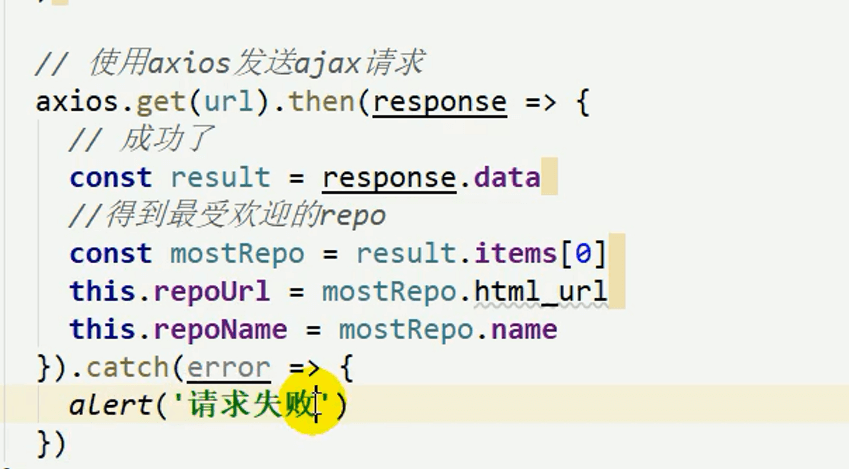 // 使用axios发送ajax请求
axios.get(url).then(response => {
// 成功了
const result = response.data
//得到最受欢迎的repo
const mostRepo = result.items[0]
this.repoUrl = mostRepo.html_url
this.repoName = mostRepo.name
}).catch(error => {
alert('请求失败')
})